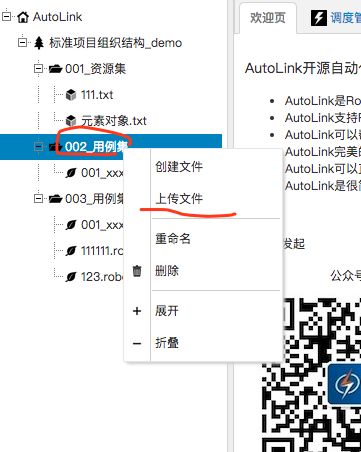 AutoLink
标准项目组织结构_demo
001_资源集
111.txt
元素对象.txt
002_用例集
001_xxx
003_用例集
001_xxx
111111.ro
123.robo
创建文件
上传文件
重命名
删除
展开
折叠
欢迎页
调度管
AutoLink开源自动化
AutoLink是Ro
AutoLink支持
AutoLink可以
AutoLink完美的
AutoLink可以
AutoLink是很
发起
公众号